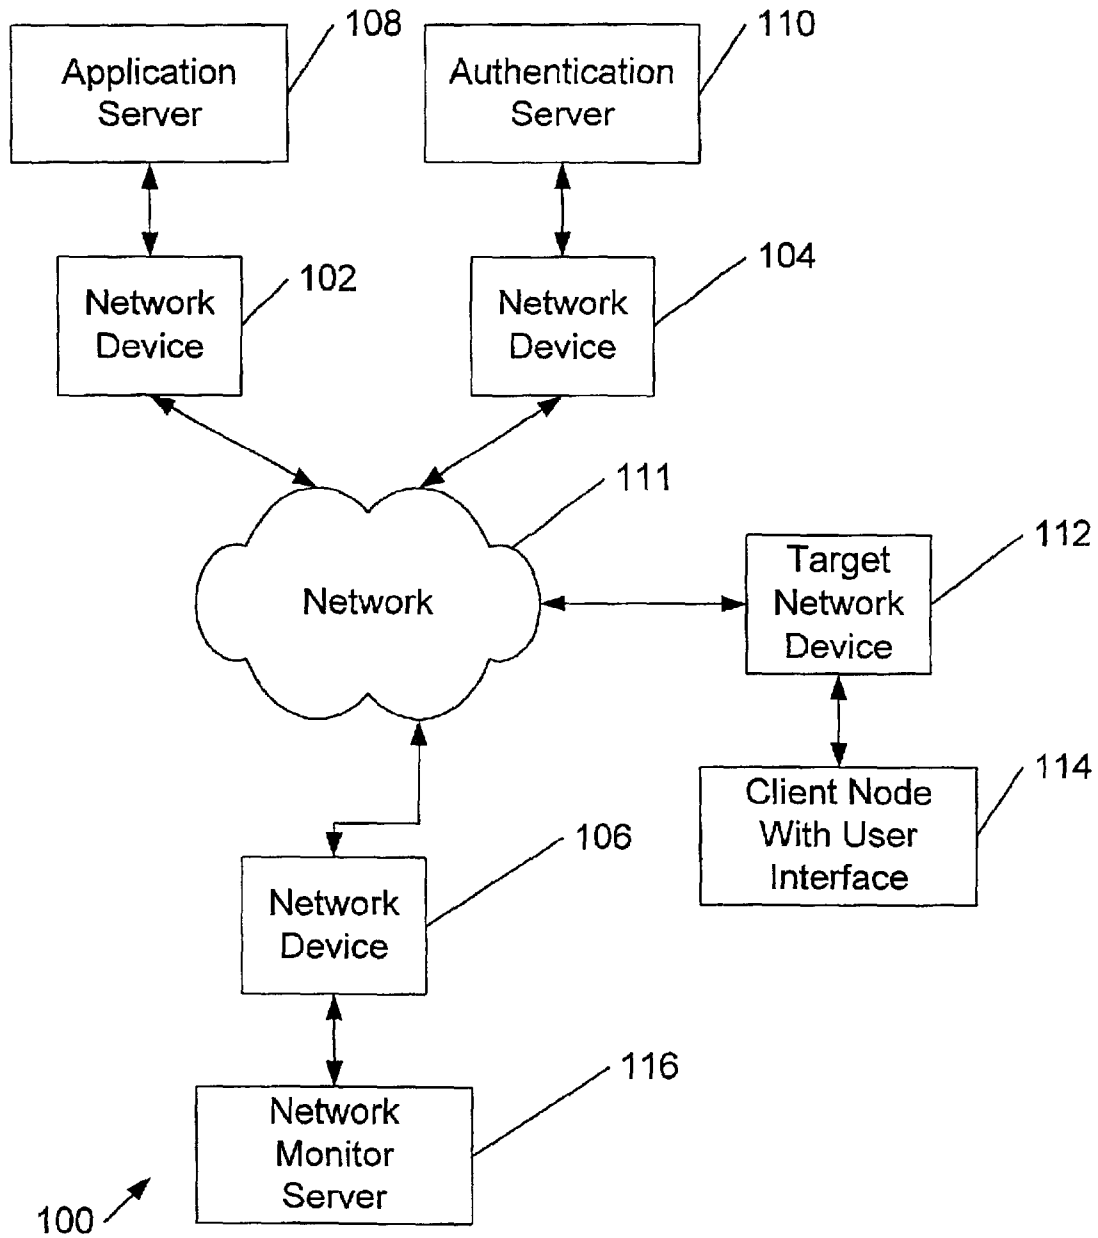 108
Application
Server
110
Authentication
Server
102
Network
Device
104
Network
Device
111
Network
112
Target
Network
Device
114
Client Node
With User
Interface
106
Network
Device
116
Network
Monitor
Server
100